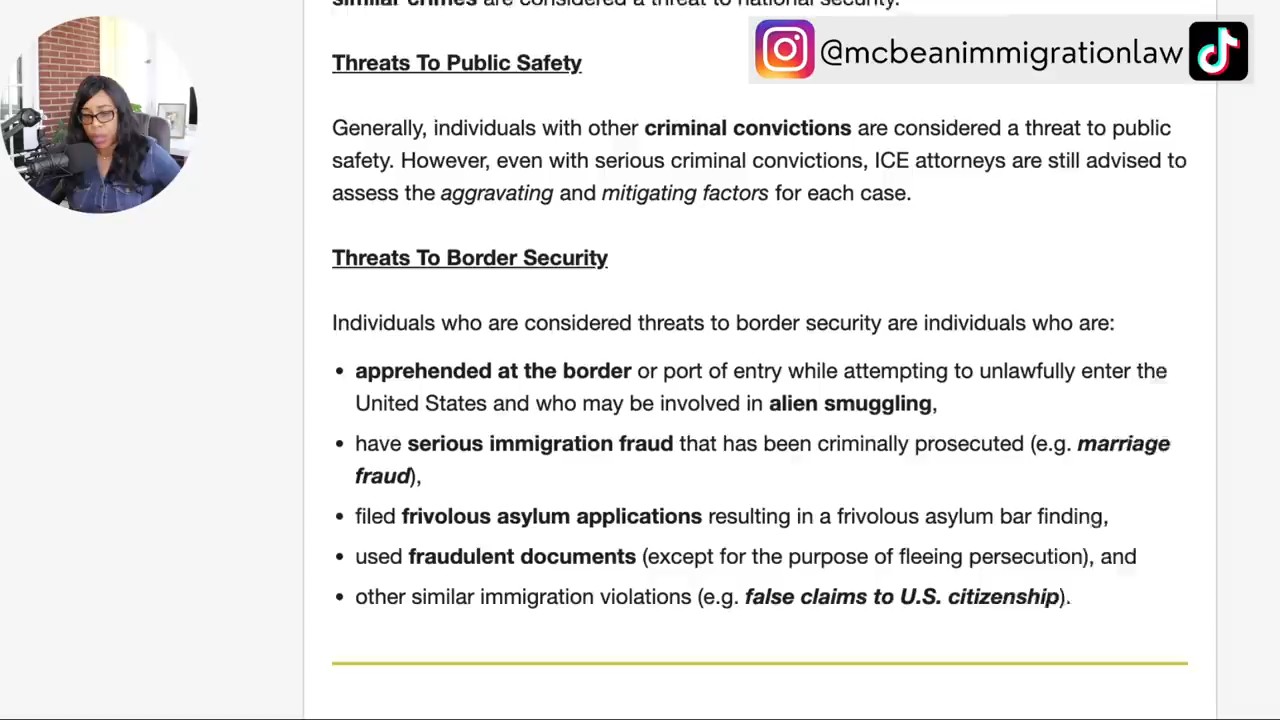 similar crimes are considered a threat to national security.
@mcbeanimmigrationlaw
Threats To Public Safety
Generally, individuals with other criminal convictions are considered a threat to public
safety. However, even with serious criminal convictions, ICE attorneys are still advised to
assess the aggravating and mitigating factors for each case.
Threats To Border Security
Individuals who are considered threats to border security are individuals who are:
• apprehended at the border or port of entry while attempting to unlawfully enter the
United States and who may be involved in alien smuggling,
• have serious immigration fraud that has been criminally prosecuted (e.g. marriage
fraud),
• filed frivolous asylum applications resulting in a frivolous asylum bar finding,
• used fraudulent documents (except for the purpose of fleeing persecution), and
• other similar immigration violations (e.g. false claims to U.S. citizenship).